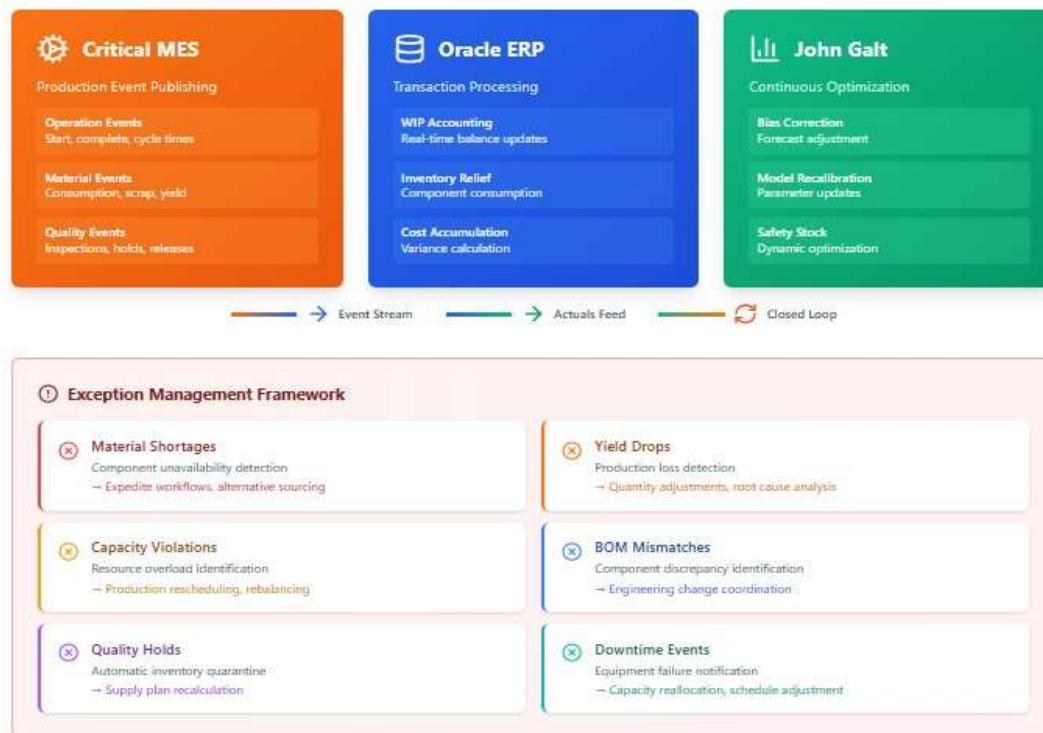 Critical MES
Production Event Publishing
Operation Events
Start, complete, cycle times
Material Events
Consumption, scrap, yield
Quality Events
Inspections, holds, releases
Oracle ERP
Transaction Processing
WIP Accounting
Real-time balance updates
Inventory Relief
Component consumption
Cost Accumulation
Variance calculation
John Galt
Continuous Optimization
Bias Correction
Forecast adjustment
Model Recalibration
Parameter updates
Safety Stock
Dynamic optimization
→ Event Stream
→ Actuals Feed
Closed Loop
Exception Management Framework
Material Shortages
Component unavailability detection
→ Expedite workflows, alternative sourcing
Yield Drops
Production loss detection
→ Quantity adjustments, root cause analysis
Capacity Violations
Resource overload identification
→ Production rescheduling, rebalancing
BOM Mismatches
Component discrepancy identification
→ Engineering change coordination
Quality Holds
Automatic inventory quarantine
→ Supply plan recalculation
Downtime Events
Equipment failure notification
→ Capacity reallocation, schedule adjustment